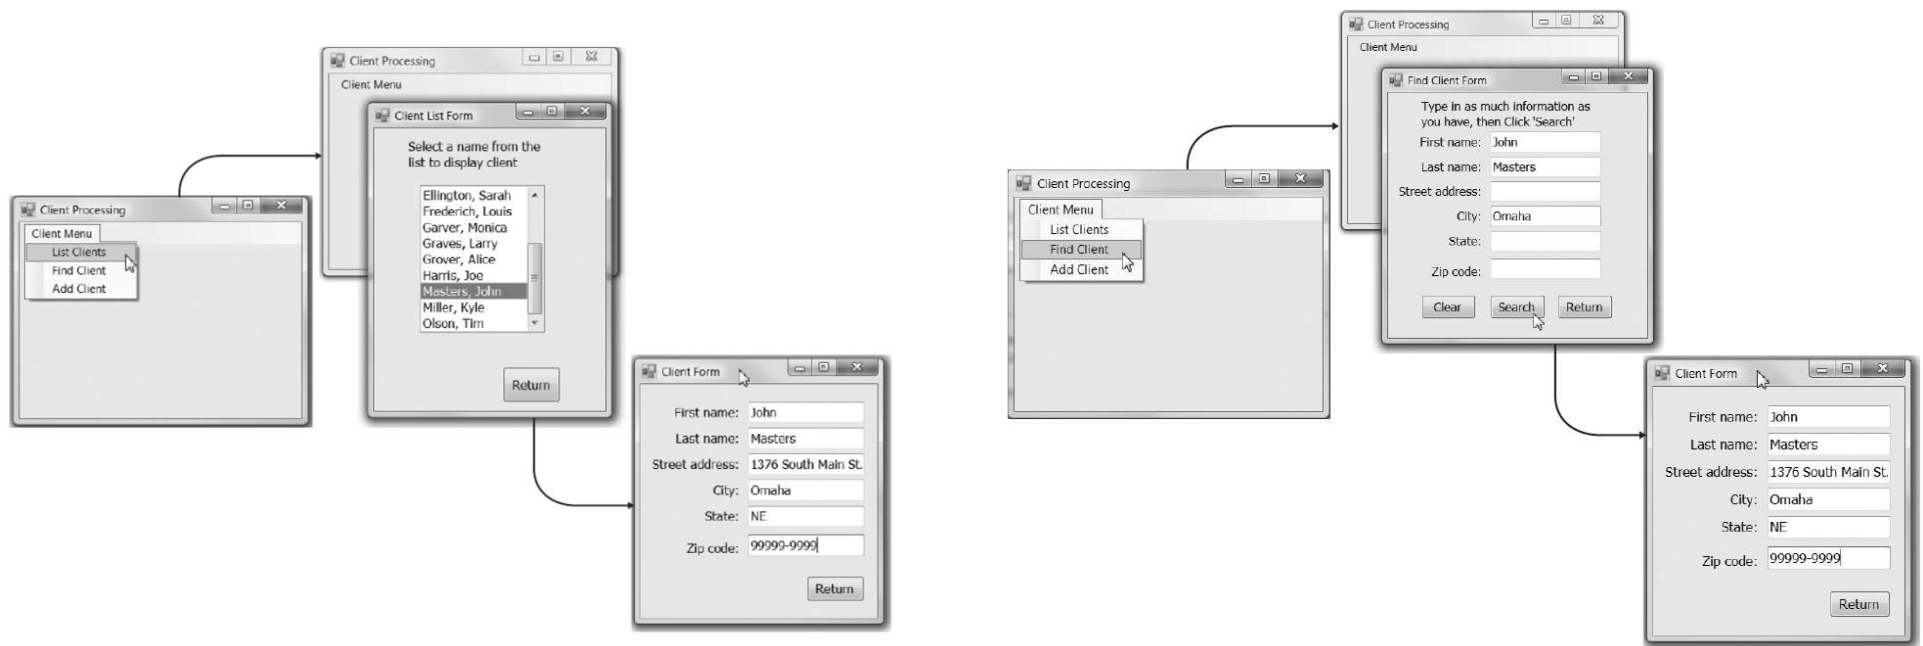 Client Processing
Client Menu
List Clients
Find Client
Add Client
Client Processing
Client Menu
Client List Form
Select a name from the
list to display client
Ellington, Sarah
Frederich, Louis
Garver, Monica
Graves, Larry
Grover, Alice
Harris, Joe
Masters, John
Miller, Kyle
Olson, Tim
Return
Client Form
First name: John
Last name: Masters
Street address: 1376 South Main St.
City: Omaha
State: NE
Zip code: 99999-9999
Return
Client Processing
Client Menu
List Clients
Find Client
Add Client
Client Processing
Client Menu
Find Client Form
Type in as much information as
you have, then Click 'Search'
First name: John
Last name: Masters
Street address:
City: Omaha
State:
Zip code:
Clear Search Return
Client Form
First name: John
Last name: Masters
Street address: 1376 South Main St.
City: Omaha
State: NE
Zip code: 99999-9999
Return